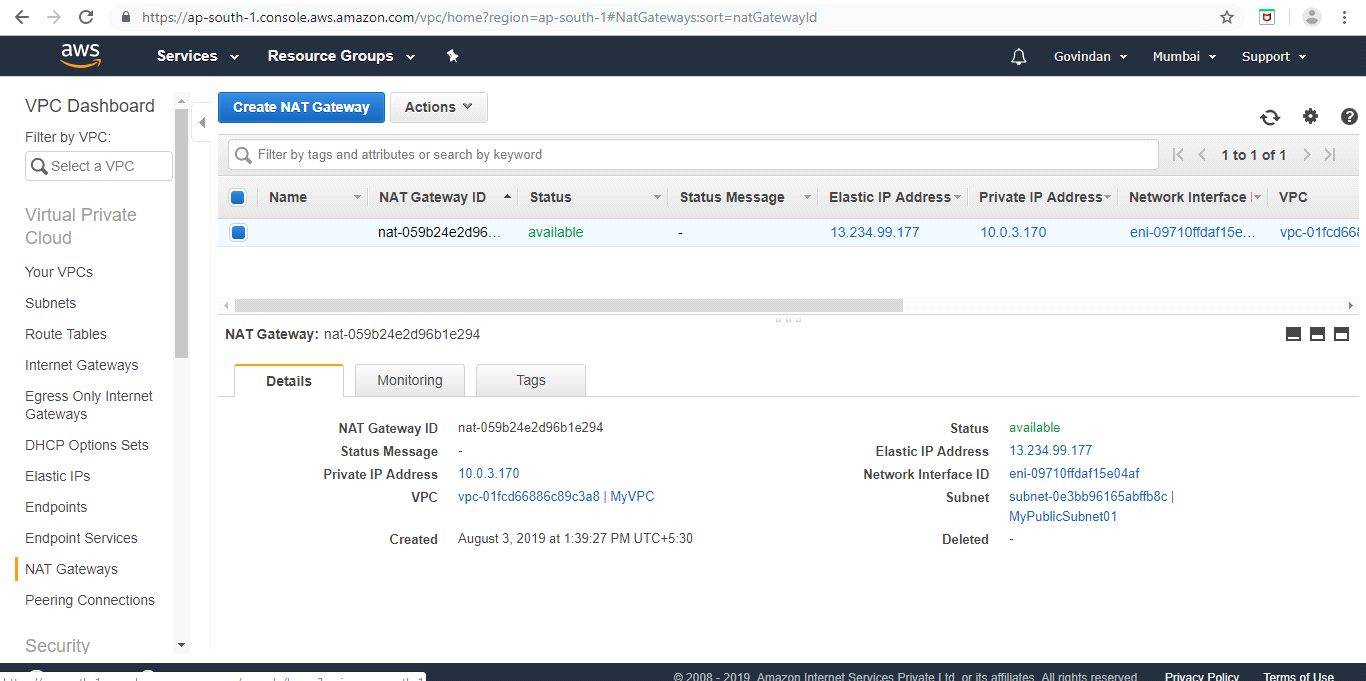 https://ap-south-1.console.aws.amazon.com/vpc/home?region=ap-south-1#NatGateways:sort=natGatewayId
aws Services Resource Groups Govindan Mumbai Support
VPC Dashboard
Filter by VPC:
Select a VPC
Virtual Private
Cloud
Your VPCs
Subnets
Route Tables
Internet Gateways
Egress Only Internet
Gateways
DHCP Options Sets
Elastic IPs
Endpoints
Endpoint Services
NAT Gateways
Peering Connections
Security
Create NAT Gateway Actions
Filter by tags and attributes or search by keyword 1 to 1 of 1
Name NAT Gateway ID Status Status Message Elastic IP Address Private IP Address Network Interface VPC
nat-059b24e2d96... available - 13.234.99.177 10.0.3.170 eni-09710ffdaf15e... vpc-01fcd668
NAT Gateway: nat-059b24e2d96b1e294
Details Monitoring Tags
NAT Gateway ID nat-059b24e2d96b1e294 Status available
Status Message - Elastic IP Address 13.234.99.177
Private IP Address 10.0.3.170 Network Interface ID eni-09710ffdaf15e04af
VPC vpc-01fcd66886c89c3a8 | MyVPC Subnet subnet-0e3bb96165abffb8c |
MyPublicSubnet01
Created August 3, 2019 at 1:39:27 PM UTC+5:30 Deleted -
© 2008 - 2019, Amazon Internet Services Private Ltd. or its affiliates. All rights reserved. Privacy Policy Terms of Use